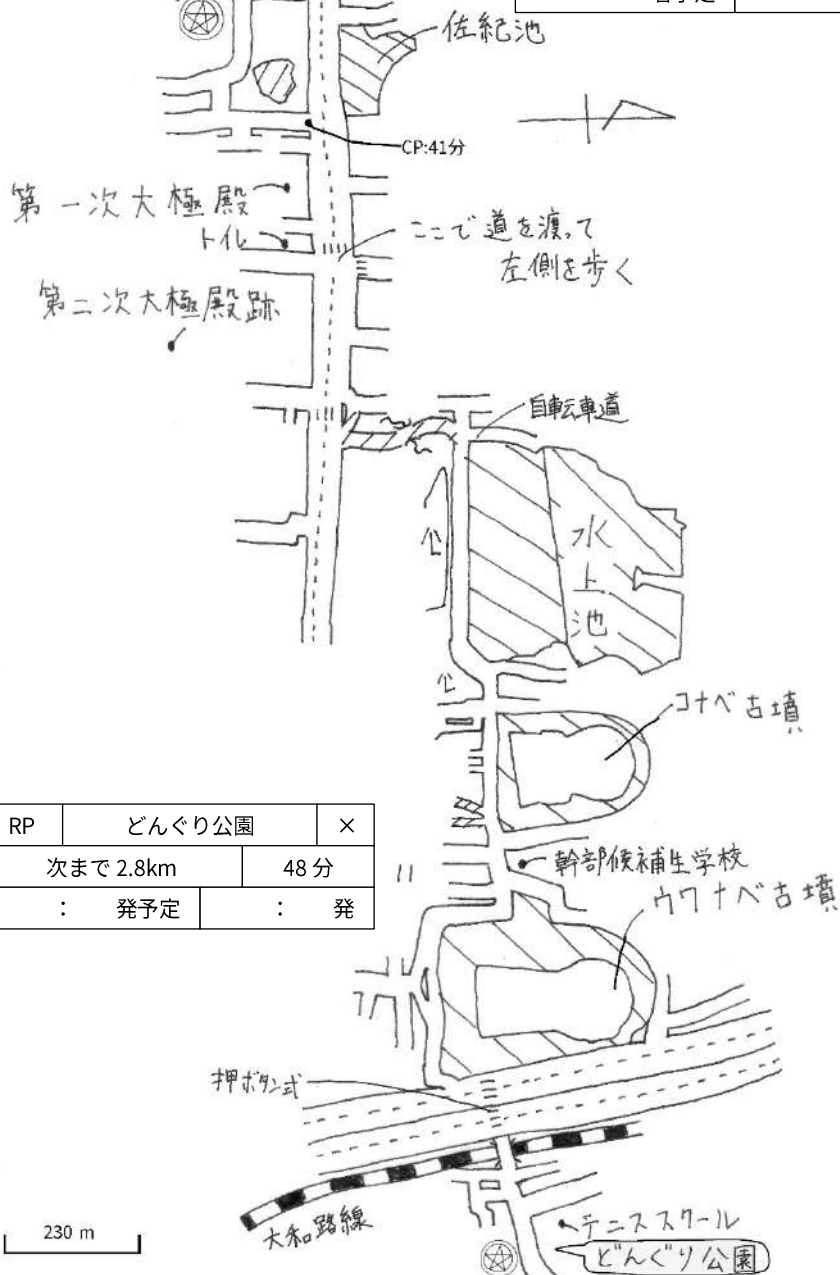 佐紀池
CP:41分
第一次大極殿
トイレ
ここで道を渡って
左側を歩く
第二次大極殿跡
自転車道
公
水上池
公
コナベ古墳
RP どんぐり公園 ×
次まで 2.8km 48 分
： 発予定 ： 発
幹部候補生学校
ウワナベ古墳
押ボタン式
大和路線
230 m
テニススクール
どんぐり公園